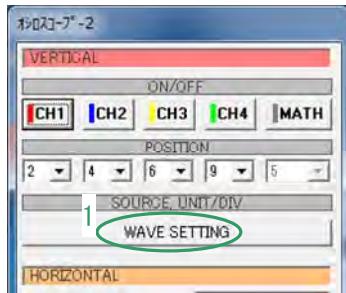 ｵｼﾛｽｺｰﾌﾟ-2
VERTICAL
ON/OFF
CH1 CH2 CH3 CH4 MATH
POSITION
2 4 6 9 5
SOURCE, UNIT/DIV
1
WAVE SETTING
HORIZONTAL